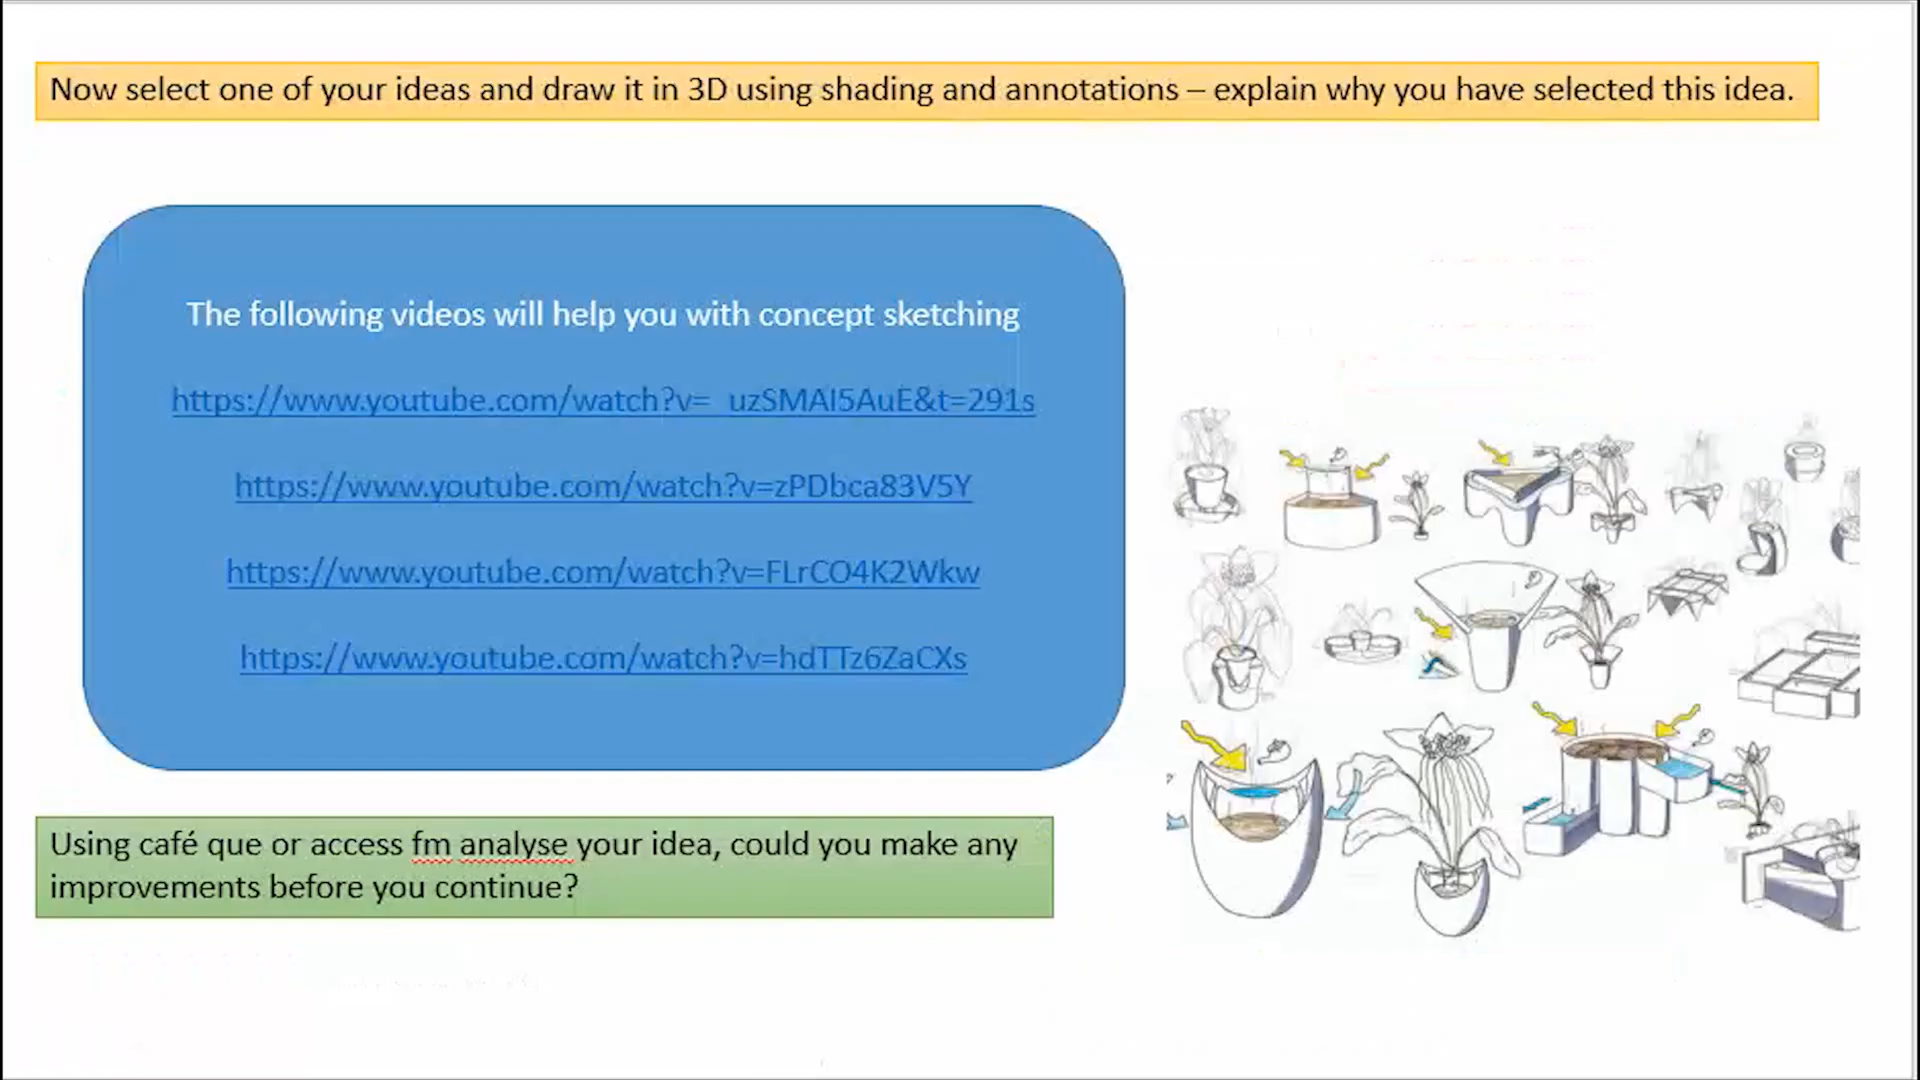 Now select one of your ideas and draw it in 3D using shading and annotations – explain why you have selected this idea.
The following videos will help you with concept sketching
https://www.youtube.com/watch?v=_uzSMAI5AuE&t=291s
https://www.youtube.com/watch?v=zPDbca83V5Y
https://www.youtube.com/watch?v=FLrCO4K2Wkw
https://www.youtube.com/watch?v=hdTTz6ZaCXs
Using café que or access fm analyse your idea, could you make any
improvements before you continue?